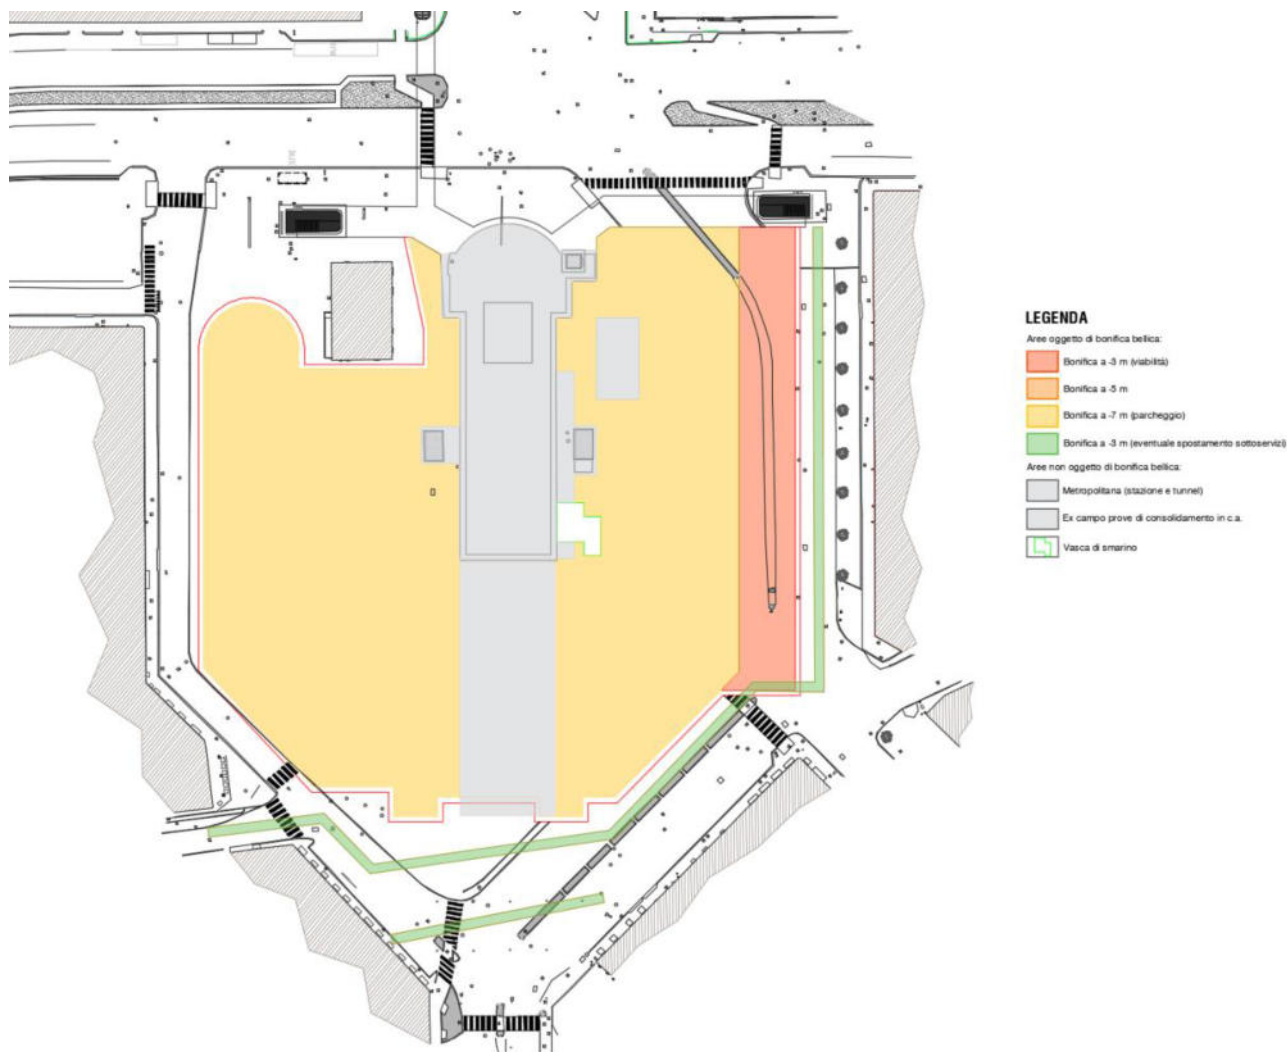 LEGENDA
Aree oggetto di bonifica bellica:
Bonifica a -3 m (viabilità)
Bonifica a -5 m
Bonifica a -7 m (parcheggio)
Bonifica a -3 m (eventuale spostamento sottoservizi)
Aree non oggetto di bonifica bellica:
Metropolitana (stazione e tunnel)
Ex campo prove di consolidamento in c.a.
Vasca di smarino